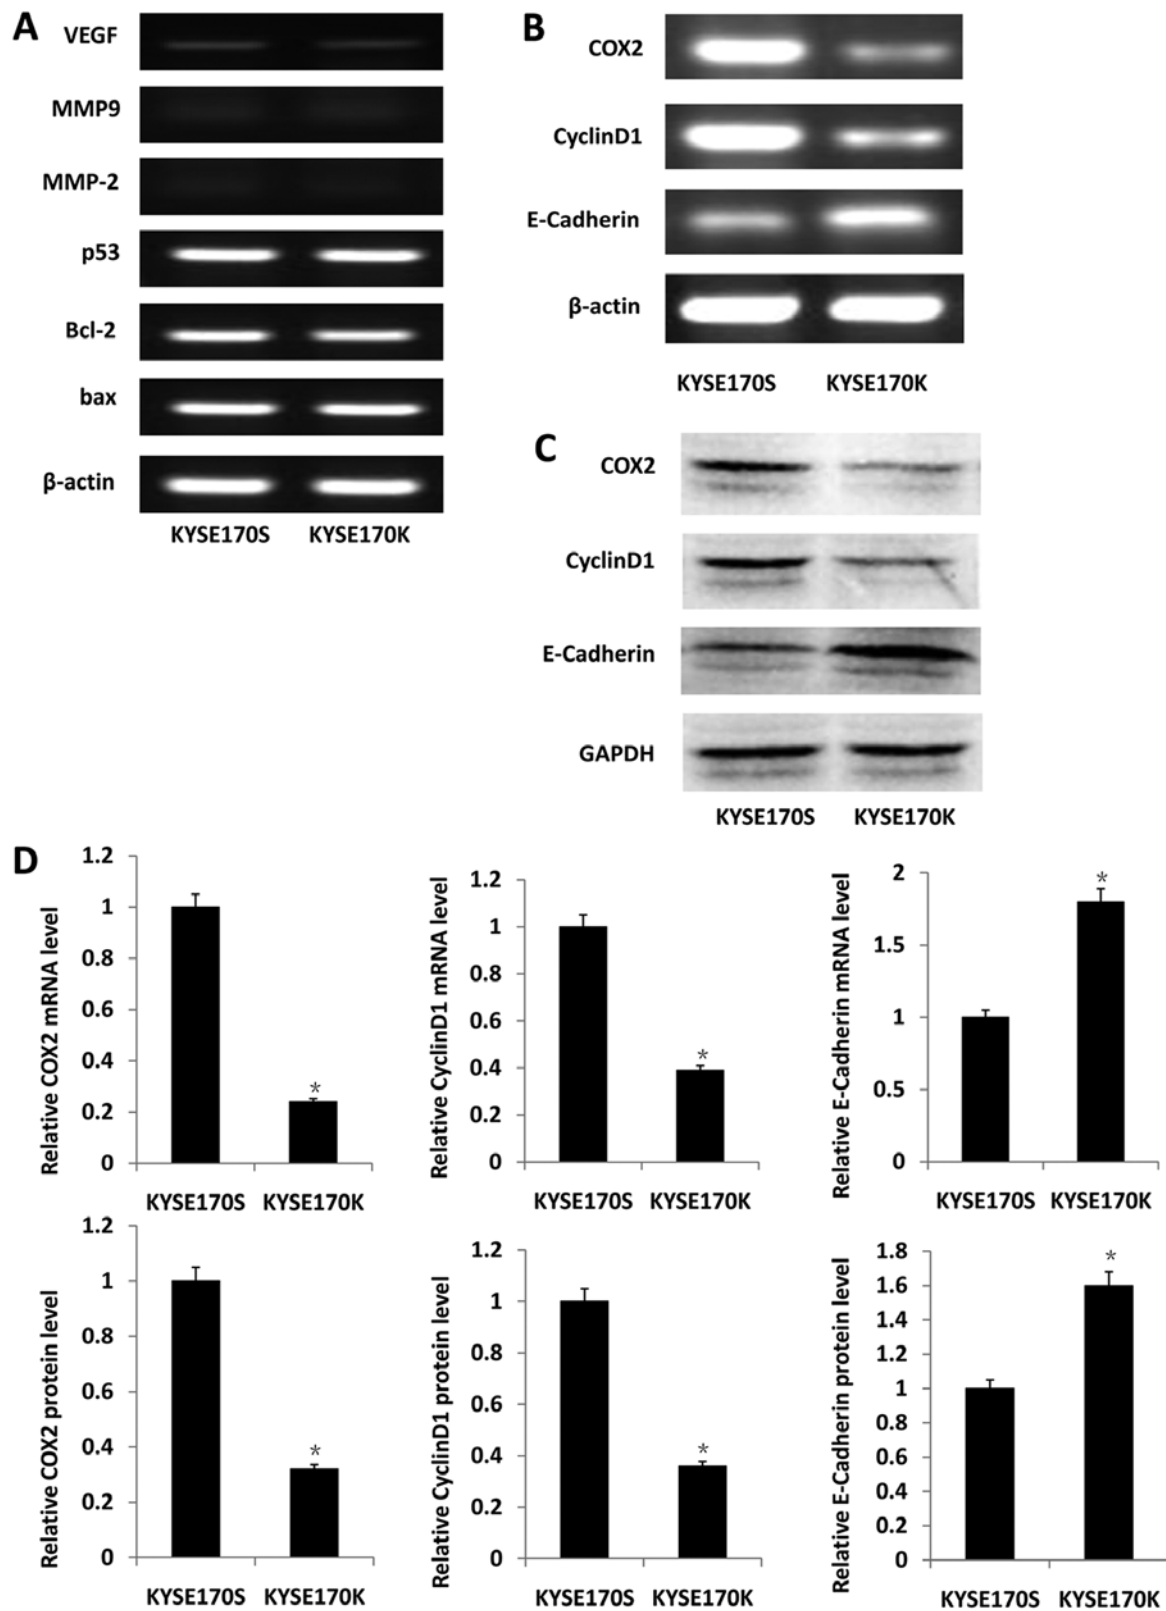 A
VEGF
MMP9
MMP-2
p53
Bcl-2
bax
β-actin
KYSE170S KYSE170K
B
COX2
CyclinD1
E-Cadherin
β-actin
KYSE170S KYSE170K
C
COX2
CyclinD1
E-Cadherin
GAPDH
KYSE170S KYSE170K
D
Relative COX2 mRNA level
1.2
1
0.8
0.6
0.4
0.2
0
*
KYSE170S KYSE170K
Relative CyclinD1 mRNA level
1.2
1
0.8
0.6
0.4
0.2
0
*
KYSE170S KYSE170K
Relative E-Cadherin mRNA level
2
1.5
1
0.5
0
*
KYSE170S KYSE170K
Relative COX2 protein level
1.2
1
0.8
0.6
0.4
0.2
0
*
KYSE170S KYSE170K
Relative CyclinD1 protein level
1.2
1
0.8
0.6
0.4
0.2
0
*
KYSE170S KYSE170K
Relative E-Cadherin protein level
1.8
1.6
1.4
1.2
1
0.8
0.6
0.4
0.2
0
*
KYSE170S KYSE170K